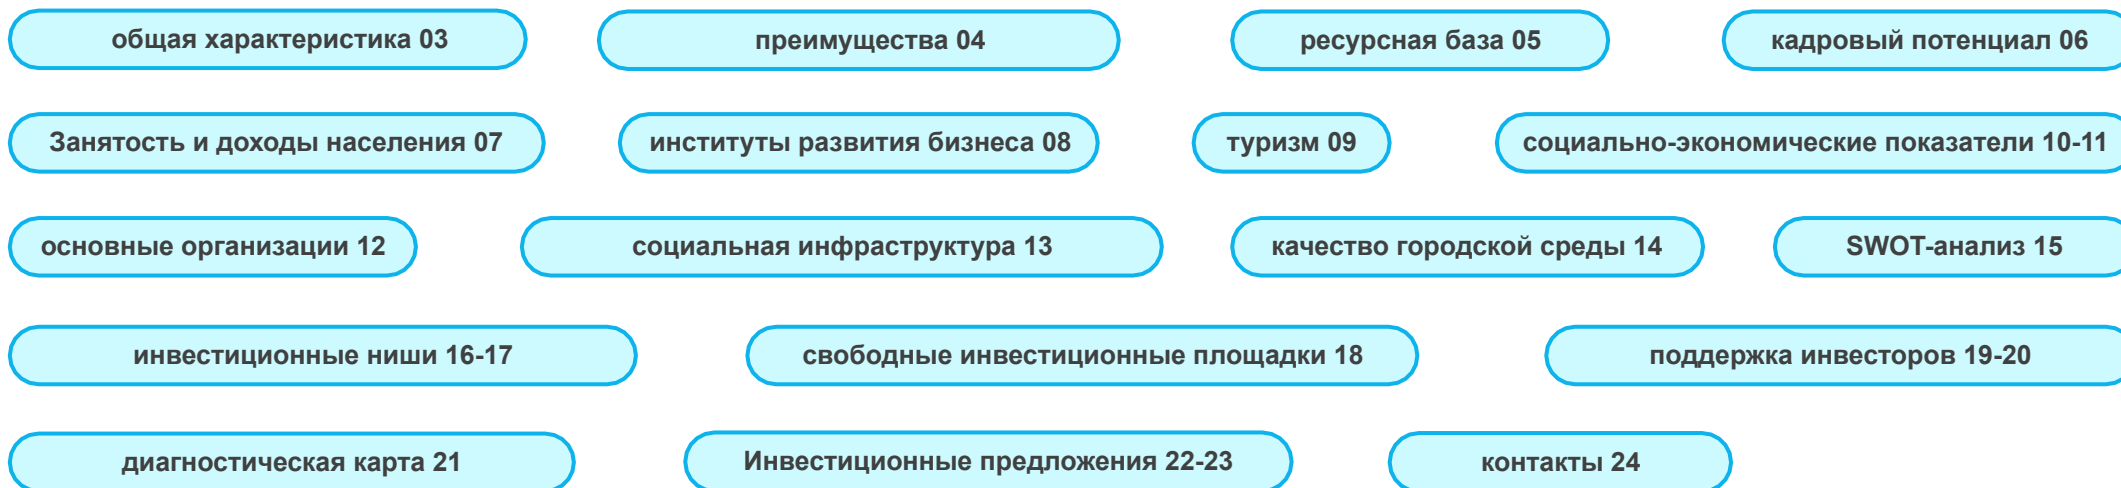 общая характеристика 03
преимущества 04
ресурсная база 05
кадровый потенциал 06
Занятость и доходы населения 07
институты развития бизнеса 08
туризм 09
социально-экономические показатели 10-11
основные организации 12
социальная инфраструктура 13
качество городской среды 14
SWOT-анализ 15
инвестиционные ниши 16-17
свободные инвестиционные площадки 18
поддержка инвесторов 19-20
диагностическая карта 21
Инвестиционные предложения 22-23
контакты 24